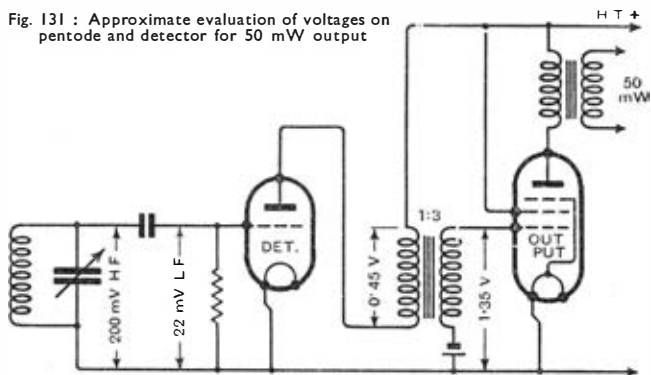 Fig. 131 : Approximate evaluation of voltages on
pentode and detector for 50 mW output
H T +
50
mW
1:3
DET.
OUT
PUT
200 mV H F
22 mV L F
0·45 V
1·35 V